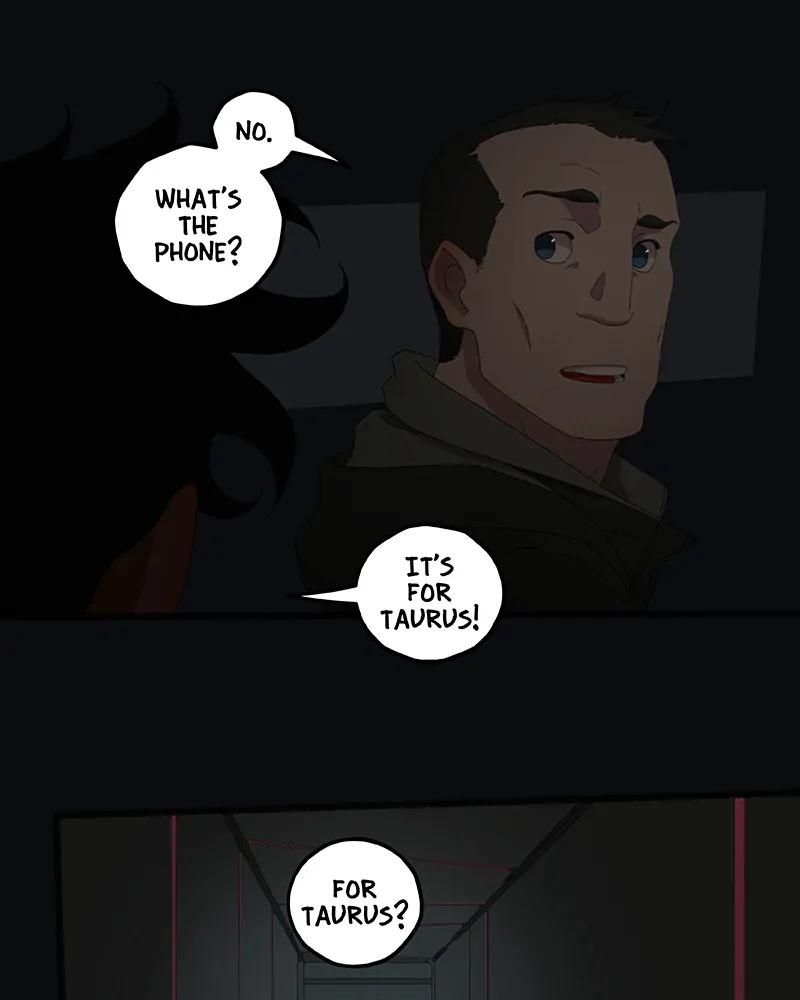 NO.
WHAT'S
THE
PHONE?
IT'S
FOR
TAURUS!
FOR
TAURUS?